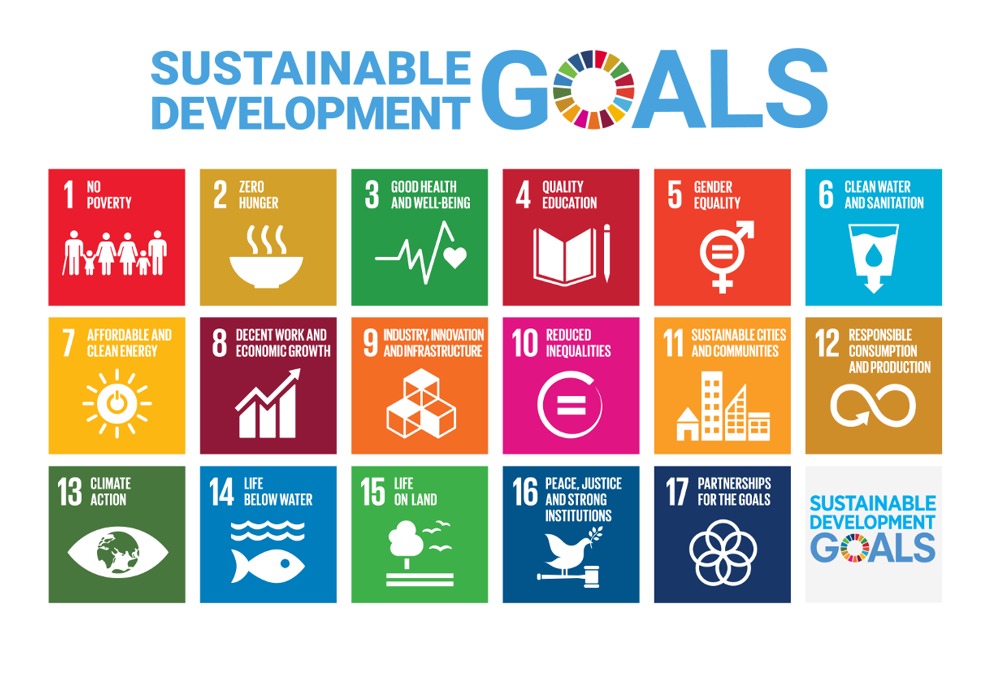 SUSTAINABLE
DEVELOPMENT GOALS
1 NO
POVERTY
2 ZERO
HUNGER
3 GOOD HEALTH
AND WELL-BEING
4 QUALITY
EDUCATION
5 GENDER
EQUALITY
6 CLEAN WATER
AND SANITATION
7 AFFORDABLE AND
CLEAN ENERGY
8 DECENT WORK AND
ECONOMIC GROWTH
9 INDUSTRY, INNOVATION
AND INFRASTRUCTURE
10 REDUCED
INEQUALITIES
11 SUSTAINABLE CITIES
AND COMMUNITIES
12 RESPONSIBLE
CONSUMPTION
AND PRODUCTION
13 CLIMATE
ACTION
14 LIFE
BELOW WATER
15 LIFE
ON LAND
16 PEACE, JUSTICE
AND STRONG
INSTITUTIONS
17 PARTNERSHIPS
FOR THE GOALS
SUSTAINABLE
DEVELOPMENT
GOALS